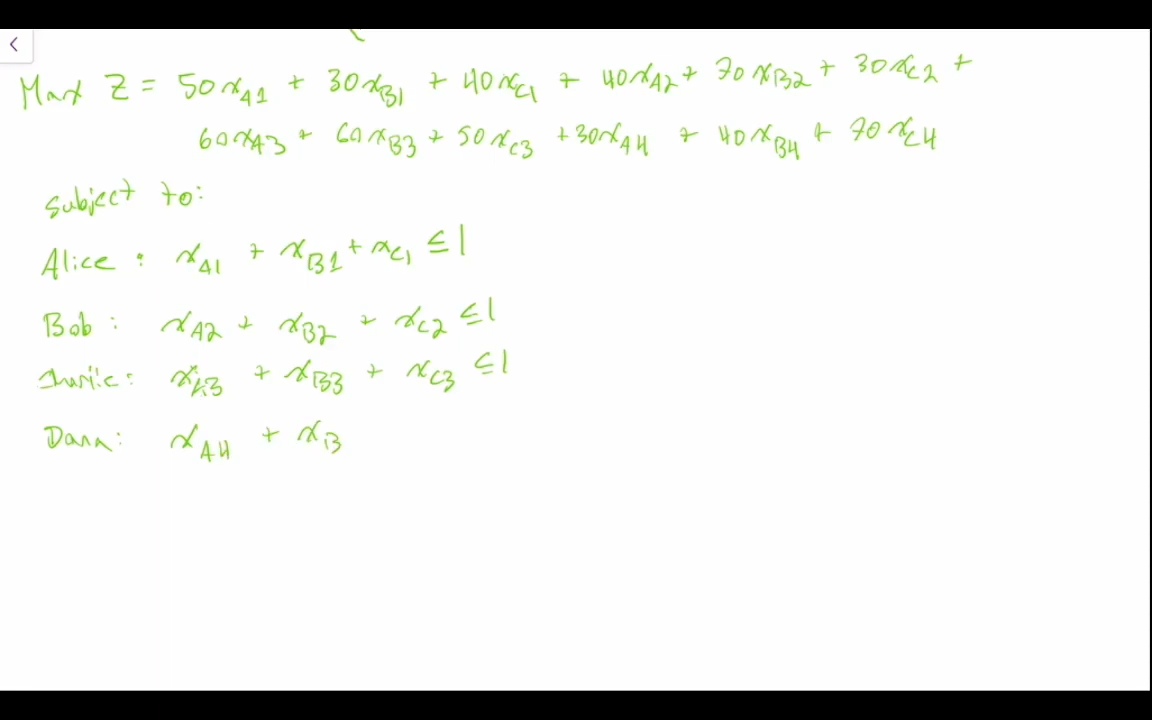 Max Z = 50x_A1 + 30x_B1 + 40x_C1 + 40x_A2 + 70x_B2 + 30x_C2 +
60x_A3 + 60x_B3 + 50x_C3 + 30x_A4 + 40x_B4 + 70x_C4
Subject to:
Alice : x_A1 + x_B1 + x_C1 ≤ 1
Bob : x_A2 + x_B2 + x_C2 ≤ 1
: x_A3 + x_B3 + x_C3 ≤ 1
Dana: x_A4 + x_B